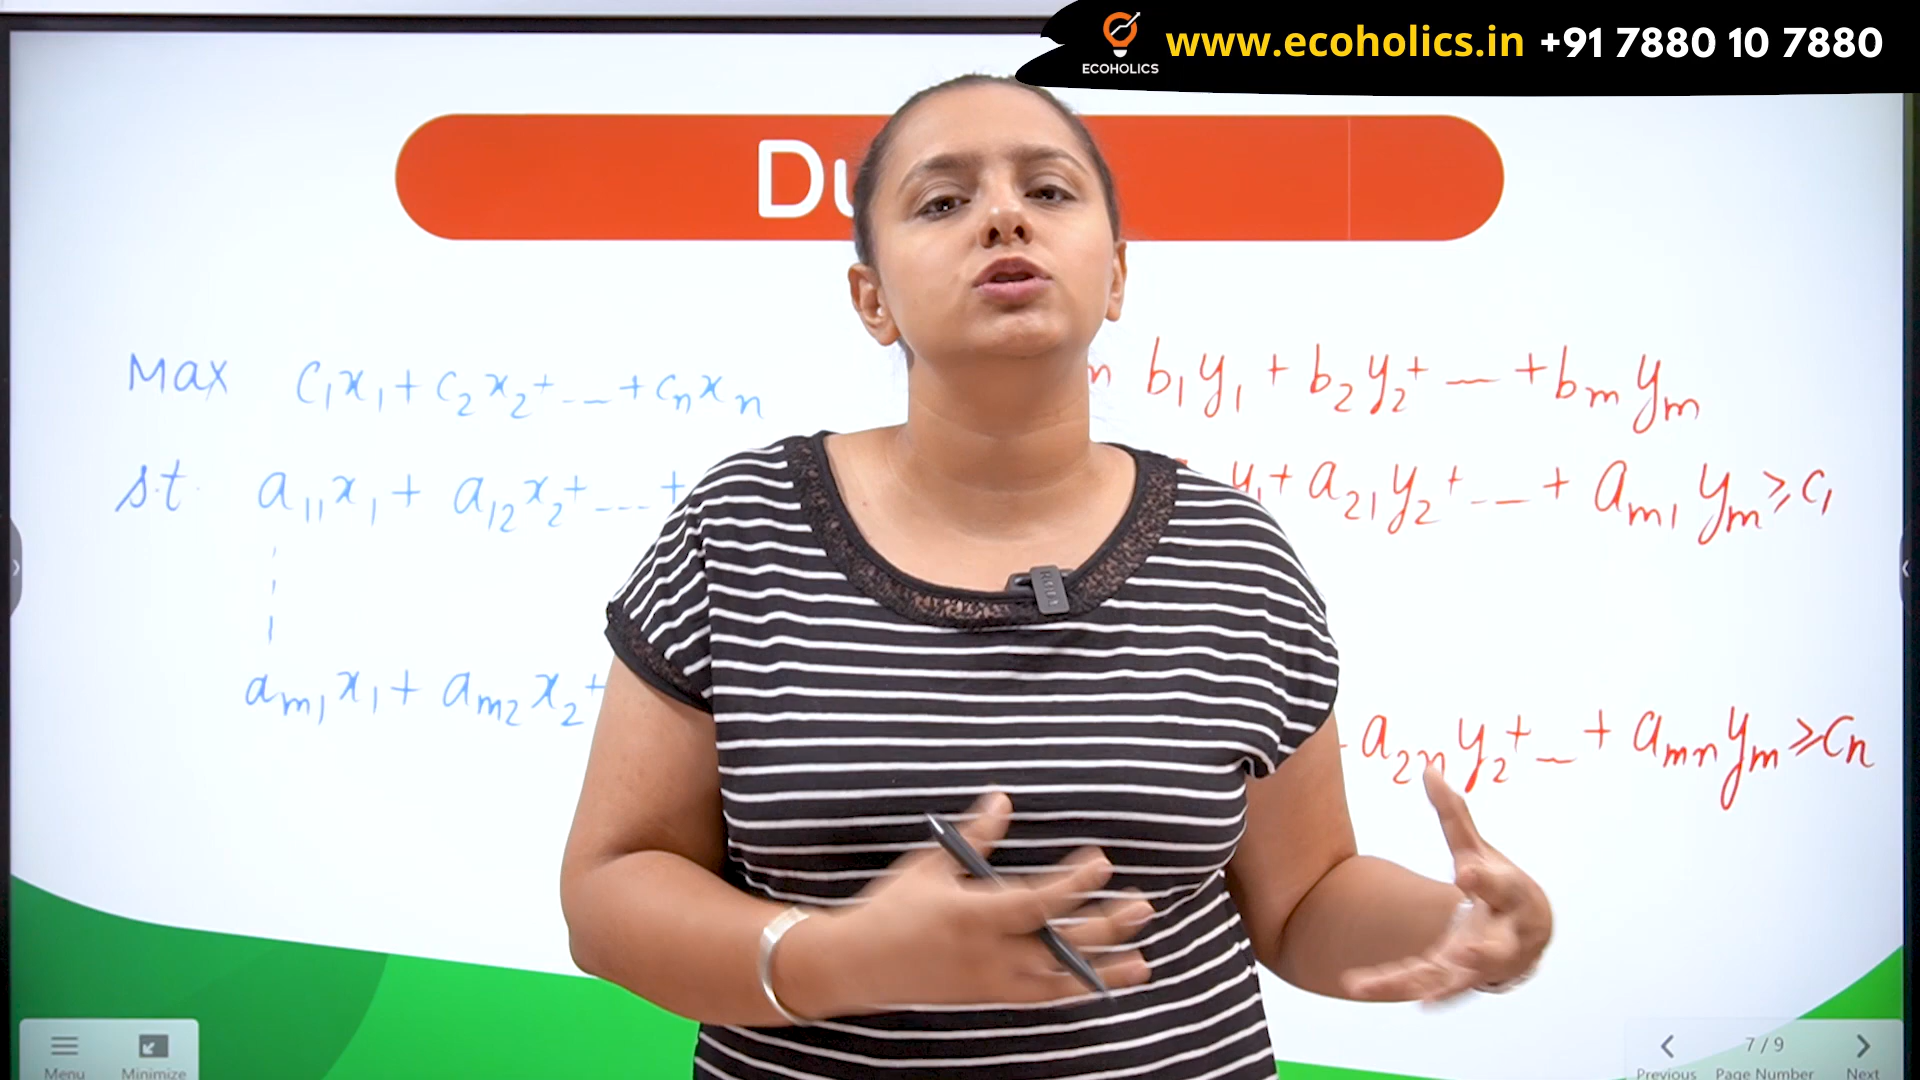 www.ecoholics.in +91 7880 10 7880
ECOHOLICS
Max c₁x₁ + c₂x₂ + --- + cₙxₙ
b₁y₁ + b₂y₂ + --- + bₘyₘ
s.t. a₁₁x₁ + a₁₂x₂ + --- +
y₁ + a₂₁y₂ + --- + aₘ₁yₘ ≥ c₁
aₘ₁x₁ + aₘ₂x₂ +
a₂ₙy₂ + -- + aₘₙyₘ ≥ cₙ
7 / 9
Menu Minimize
Previous Page Number Next